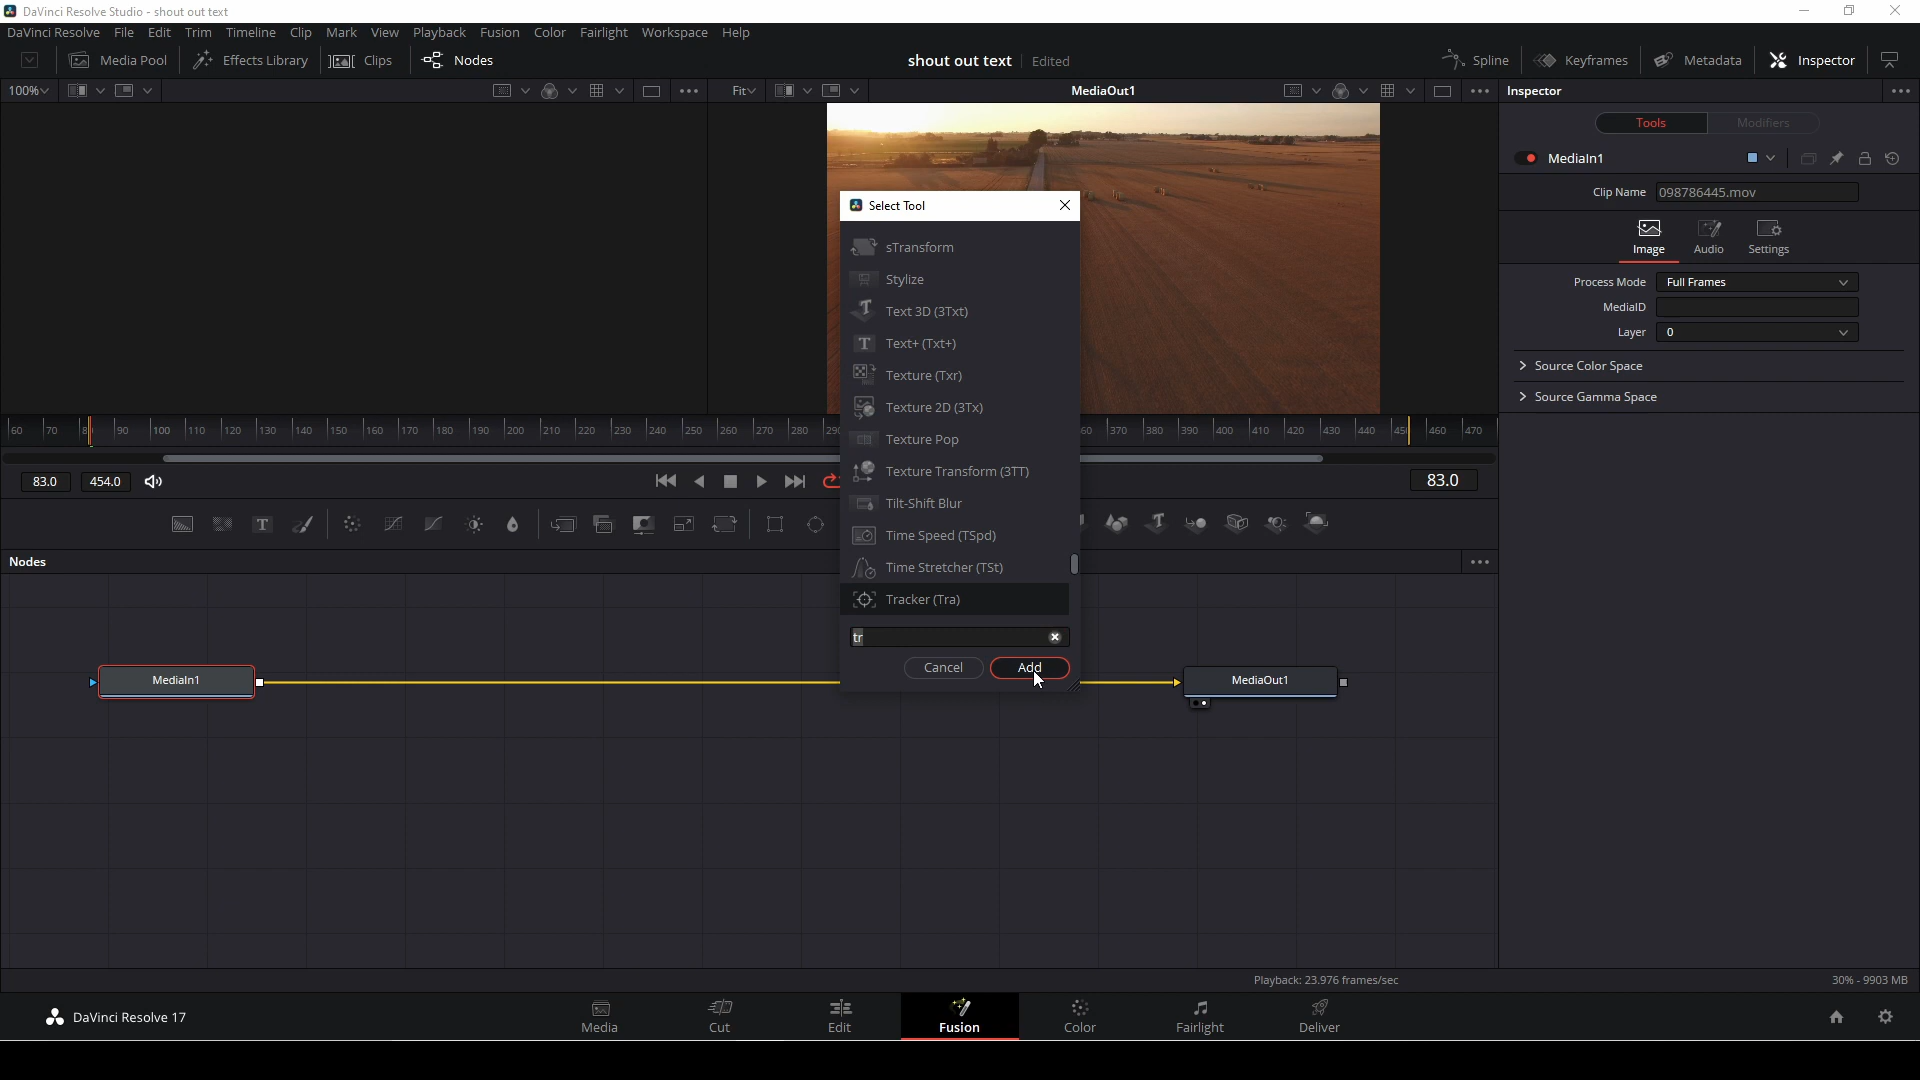 DaVinci Resolve Studio - shout out text
DaVinci Resolve File Edit Trim Timeline Clip Mark View Playback Fusion Color Fairlight Workspace Help
Media Pool Effects Library Clips Nodes shout out text Edited Spline Keyframes Metadata Inspector
100% Fit MediaOut1 Inspector
Tools Modifiers
MediaIn1
Clip Name 098786445.mov
Image Audio Settings
Process Mode Full Frames
MediaID
Layer 0
Source Color Space
Source Gamma Space
Select Tool
sTransform
Stylize
Text 3D (3Txt)
Text+ (Txt+)
Texture (Txr)
Texture 2D (3Tx)
Texture Pop
Texture Transform (3TT)
Tilt-Shift Blur
Time Speed (TSpd)
Time Stretcher (TSt)
Tracker (Tra)
tr
Cancel Add
60 70 90 100 110 120 130 140 150 160 170 180 190 200 210 220 230 240 250 260 270 280 370 380 390 400 410 420 430 440 460 470
83.0 454.0 83.0
Nodes
MediaIn1 MediaOut1
Playback: 23.976 frames/sec 30% - 9903 MB
DaVinci Resolve 17 Media Cut Edit Fusion Color Fairlight Deliver